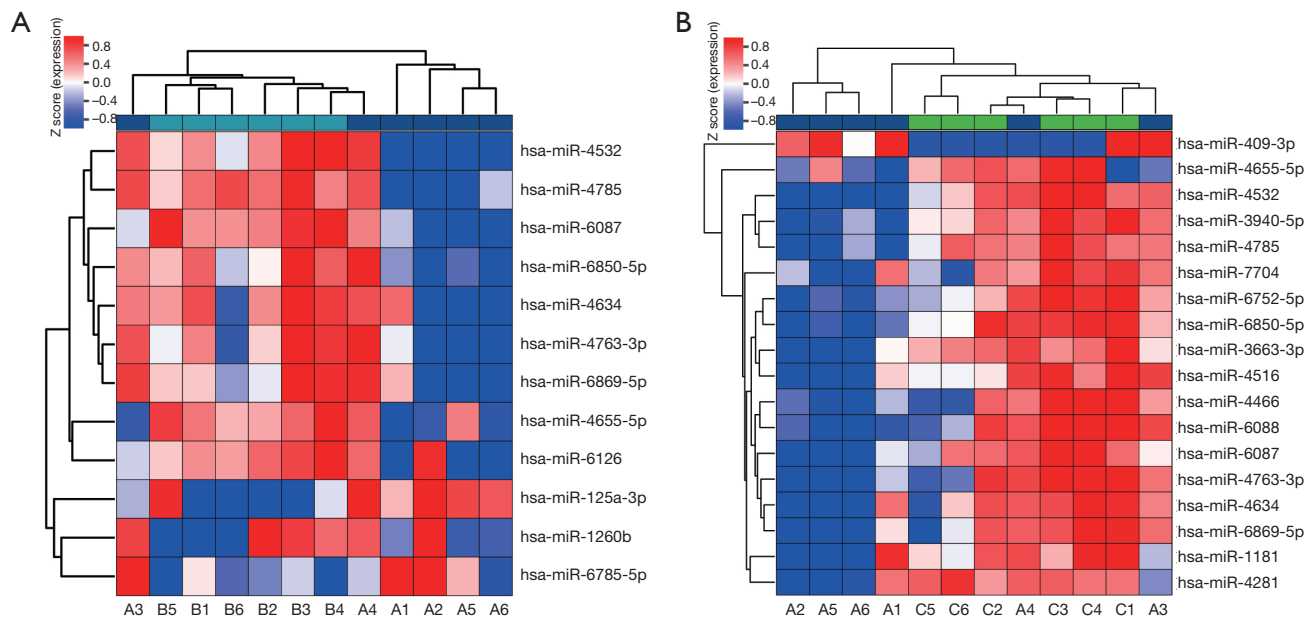 A
Z score (expression)
0.8
0.4
0.0
−0.4
−0.8
hsa-miR-4532
hsa-miR-4785
hsa-miR-6087
hsa-miR-6850-5p
hsa-miR-4634
hsa-miR-4763-3p
hsa-miR-6869-5p
hsa-miR-4655-5p
hsa-miR-6126
hsa-miR-125a-3p
hsa-miR-1260b
hsa-miR-6785-5p
A3 B5 B1 B6 B2 B3 B4 A4 A1 A2 A5 A6
B
Z score (expression)
0.8
0.4
0.0
−0.4
−0.8
hsa-miR-409-3p
hsa-miR-4655-5p
hsa-miR-4532
hsa-miR-3940-5p
hsa-miR-4785
hsa-miR-7704
hsa-miR-6752-5p
hsa-miR-6850-5p
hsa-miR-3663-3p
hsa-miR-4516
hsa-miR-4466
hsa-miR-6088
hsa-miR-6087
hsa-miR-4763-3p
hsa-miR-4634
hsa-miR-6869-5p
hsa-miR-1181
hsa-miR-4281
A2 A5 A6 A1 C5 C6 C2 A4 C3 C4 C1 A3